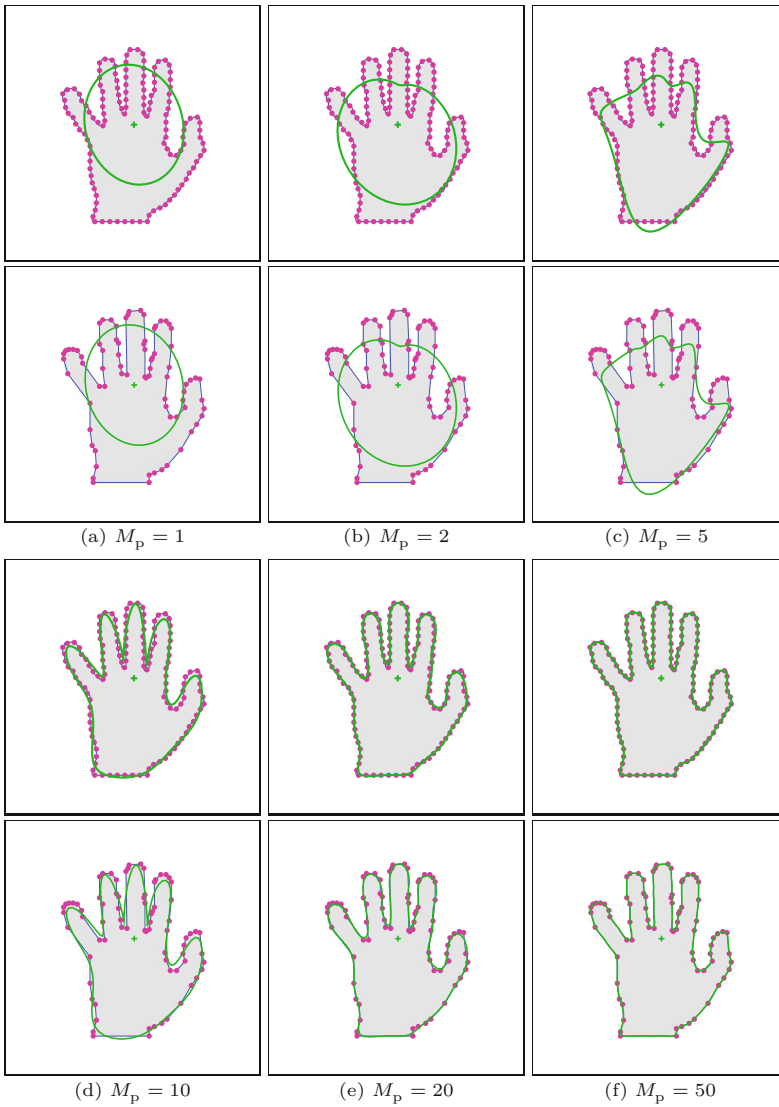 (a) Mp = 1 (b) Mp = 2 (c) Mp = 5
(d) Mp = 10 (e) Mp = 20 (f) Mp = 50